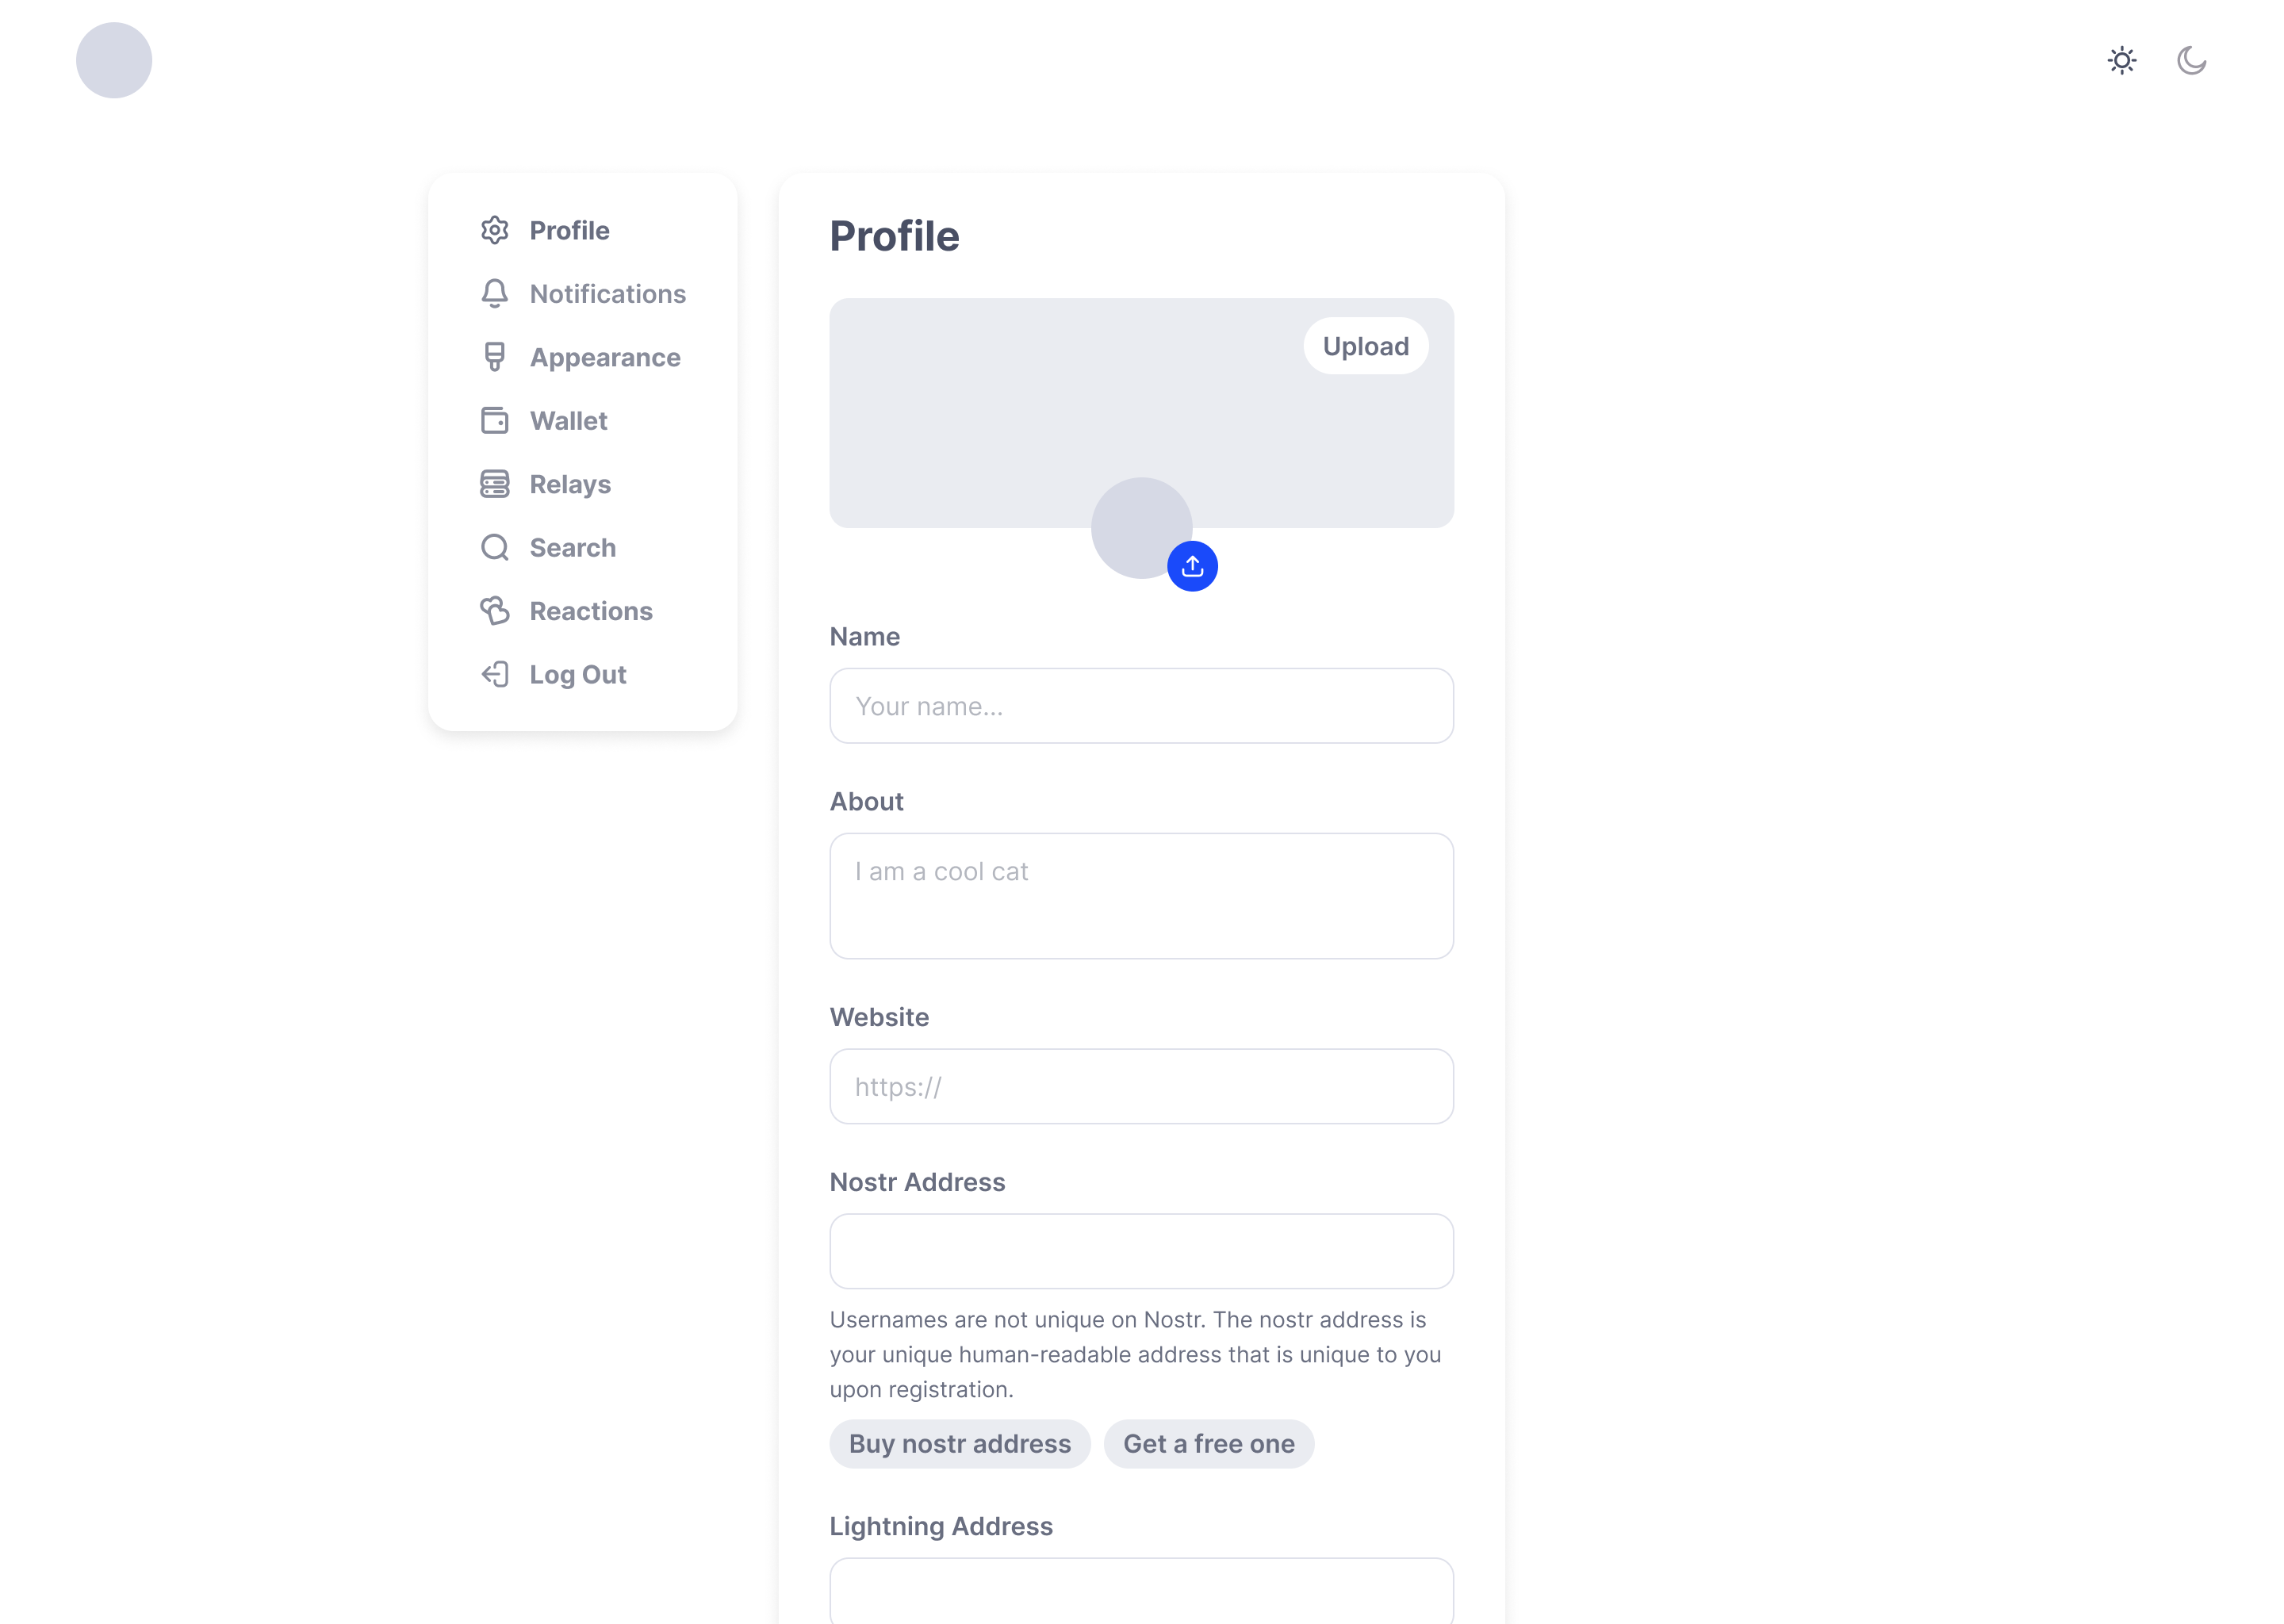 Profile
Notifications
Appearance
Wallet
Relays
Search
Reactions
Log Out
Profile
Upload
Name
Your name...
About
I am a cool cat
Website
https://
Nostr Address
Usernames are not unique on Nostr. The nostr address is
your unique human-readable address that is unique to you
upon registration.
Buy nostr address
Get a free one
Lightning Address